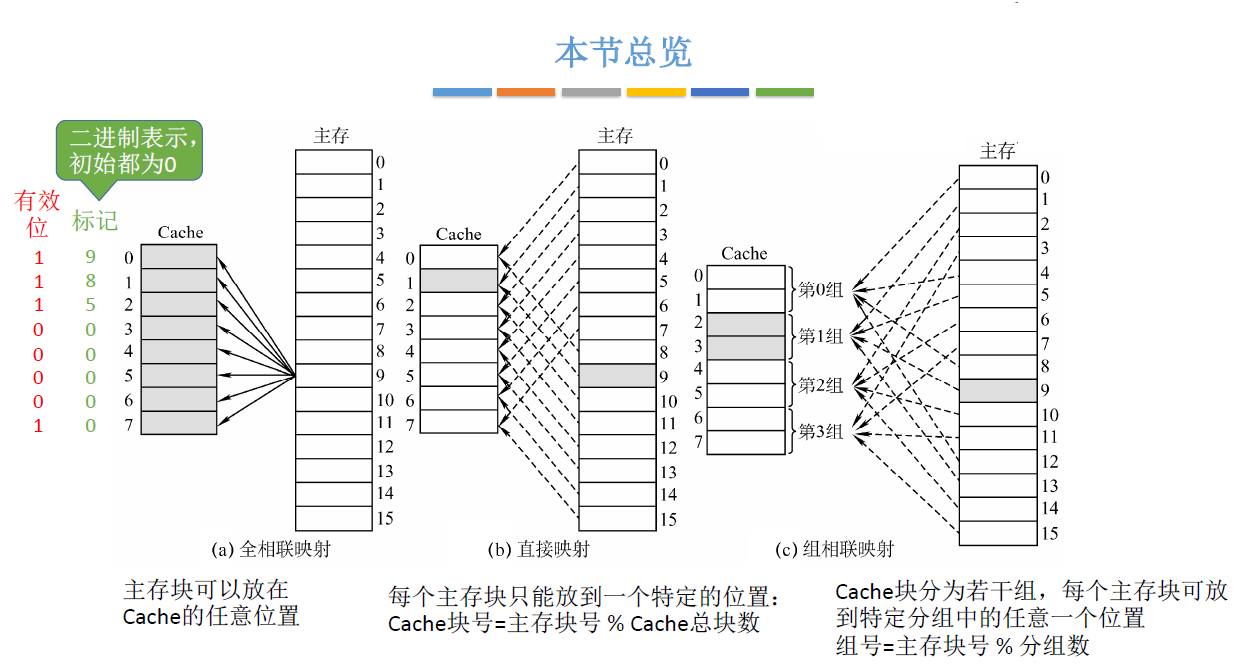 本节总览
二进制表示，
初始都为0
有效
位
标记
Cache
1 9 0
1 8 1
1 5 2
0 0 3
0 0 4
0 0 5
0 0 6
1 0 7
主存
0
1
2
3
4
5
6
7
8
9
10
11
12
13
14
15
(a) 全相联映射
主存块可以放在
Cache的任意位置
Cache
0
1
2
3
4
5
6
7
主存
0
1
2
3
4
5
6
7
8
9
10
11
12
13
14
15
(b) 直接映射
每个主存块只能放到一个特定的位置：
Cache块号=主存块号 % Cache总块数
Cache
0
1
2
3
4
5
6
7
第0组
第1组
第2组
第3组
主存
0
1
2
3
4
5
6
7
8
9
10
11
12
13
14
15
(c) 组相联映射
Cache块分为若干组，每个主存块可放
到特定分组中的任意一个位置
组号=主存块号 % 分组数